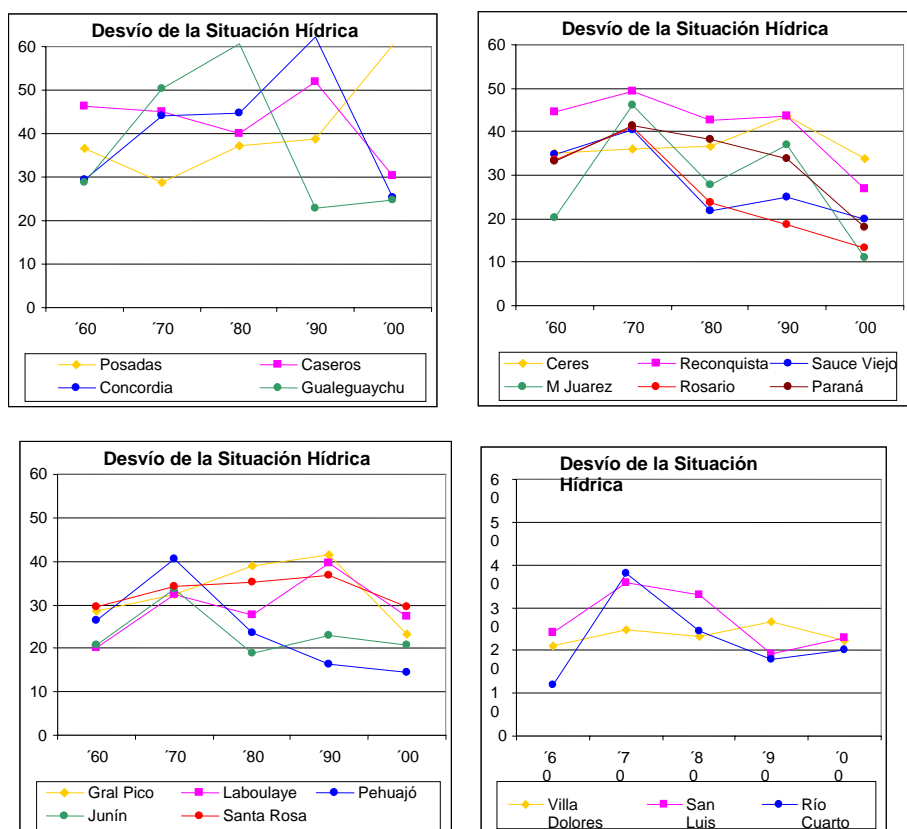 Desvío de la Situación Hídrica
60
50
40
30
20
10
0
´60 ´70 ´80 ´90 ´00
Posadas Caseros
Concordia Gualeguaychu
Desvío de la Situación Hídrica
60
50
40
30
20
10
0
´60 ´70 ´80 ´90 ´00
Ceres Reconquista Sauce Viejo
M Juarez Rosario Paraná
Desvío de la Situación Hídrica
60
50
40
30
20
10
0
´60 ´70 ´80 ´90 ´00
Gral Pico Laboulaye Pehuajó
Junín Santa Rosa
Desvío de la Situación
Hídrica
6
0
5
0
4
0
3
0
2
0
1
0
0
´6 ´7 ´8 ´9 ´0
0 0 0 0 0
Villa San Río
Dolores Luis Cuarto